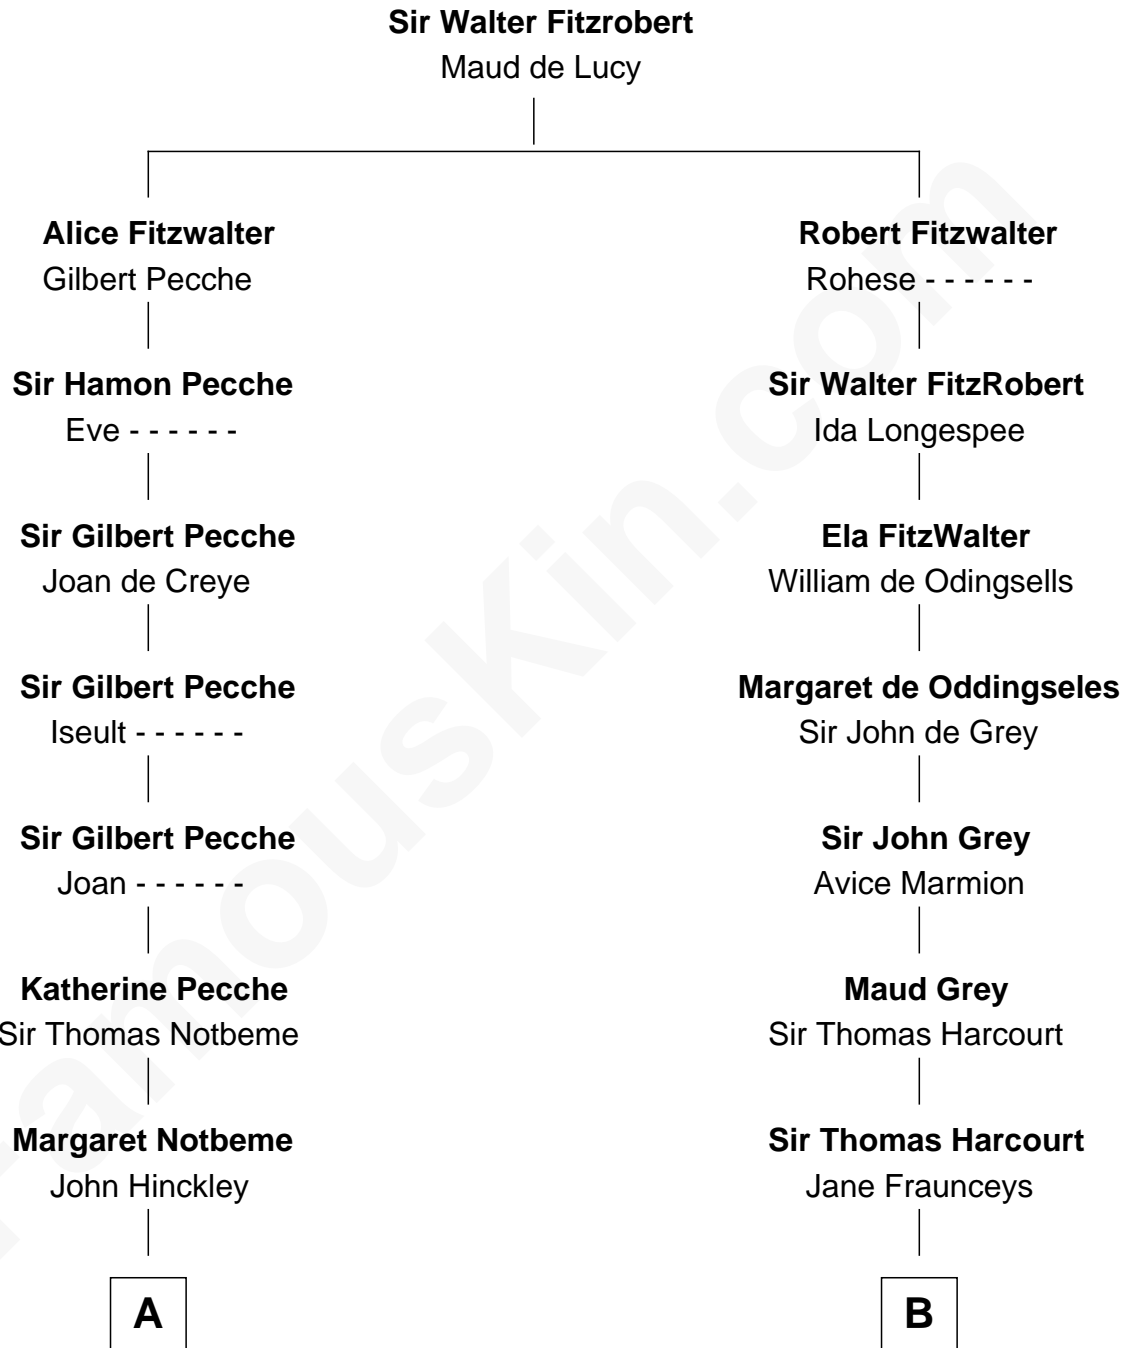 Sir Walter Fitzrobert
Maud de Lucy
Alice Fitzwalter
Gilbert Pecche
Sir Hamon Pecche
Eve - - - - - -
Sir Gilbert Pecche
Joan de Creye
Sir Gilbert Pecche
Iseult - - - - - -
Sir Gilbert Pecche
Joan - - - - - -
Katherine Pecche
Sir Thomas Notbeme
Margaret Notbeme
John Hinckley
A
Robert Fitzwalter
Rohese - - - - - -
Sir Walter FitzRobert
Ida Longespee
Ela FitzWalter
William de Odingsells
Margaret de Oddingseles
Sir John de Grey
Sir John Grey
Avice Marmion
Maud Grey
Sir Thomas Harcourt
Sir Thomas Harcourt
Jane Fraunceys
B
FamousKin.com